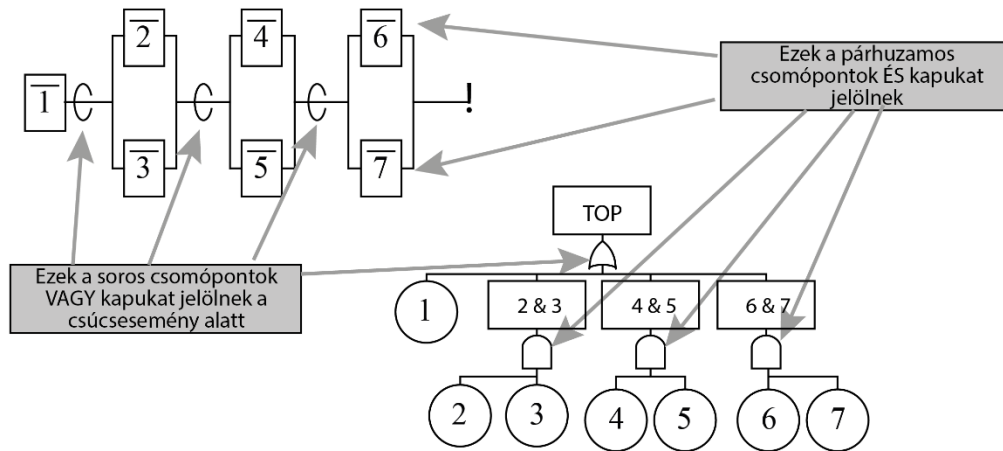 2
4
6
Ezek a párhuzamos
csomópontok ÉS kapukat
jelölnek
1
!
3
5
7
TOP
Ezek a soros csomópontok
VAGY kapukat jelölnek a
csúcsesemény alatt
1
2 & 3
4 & 5
6 & 7
2
3
4
5
6
7